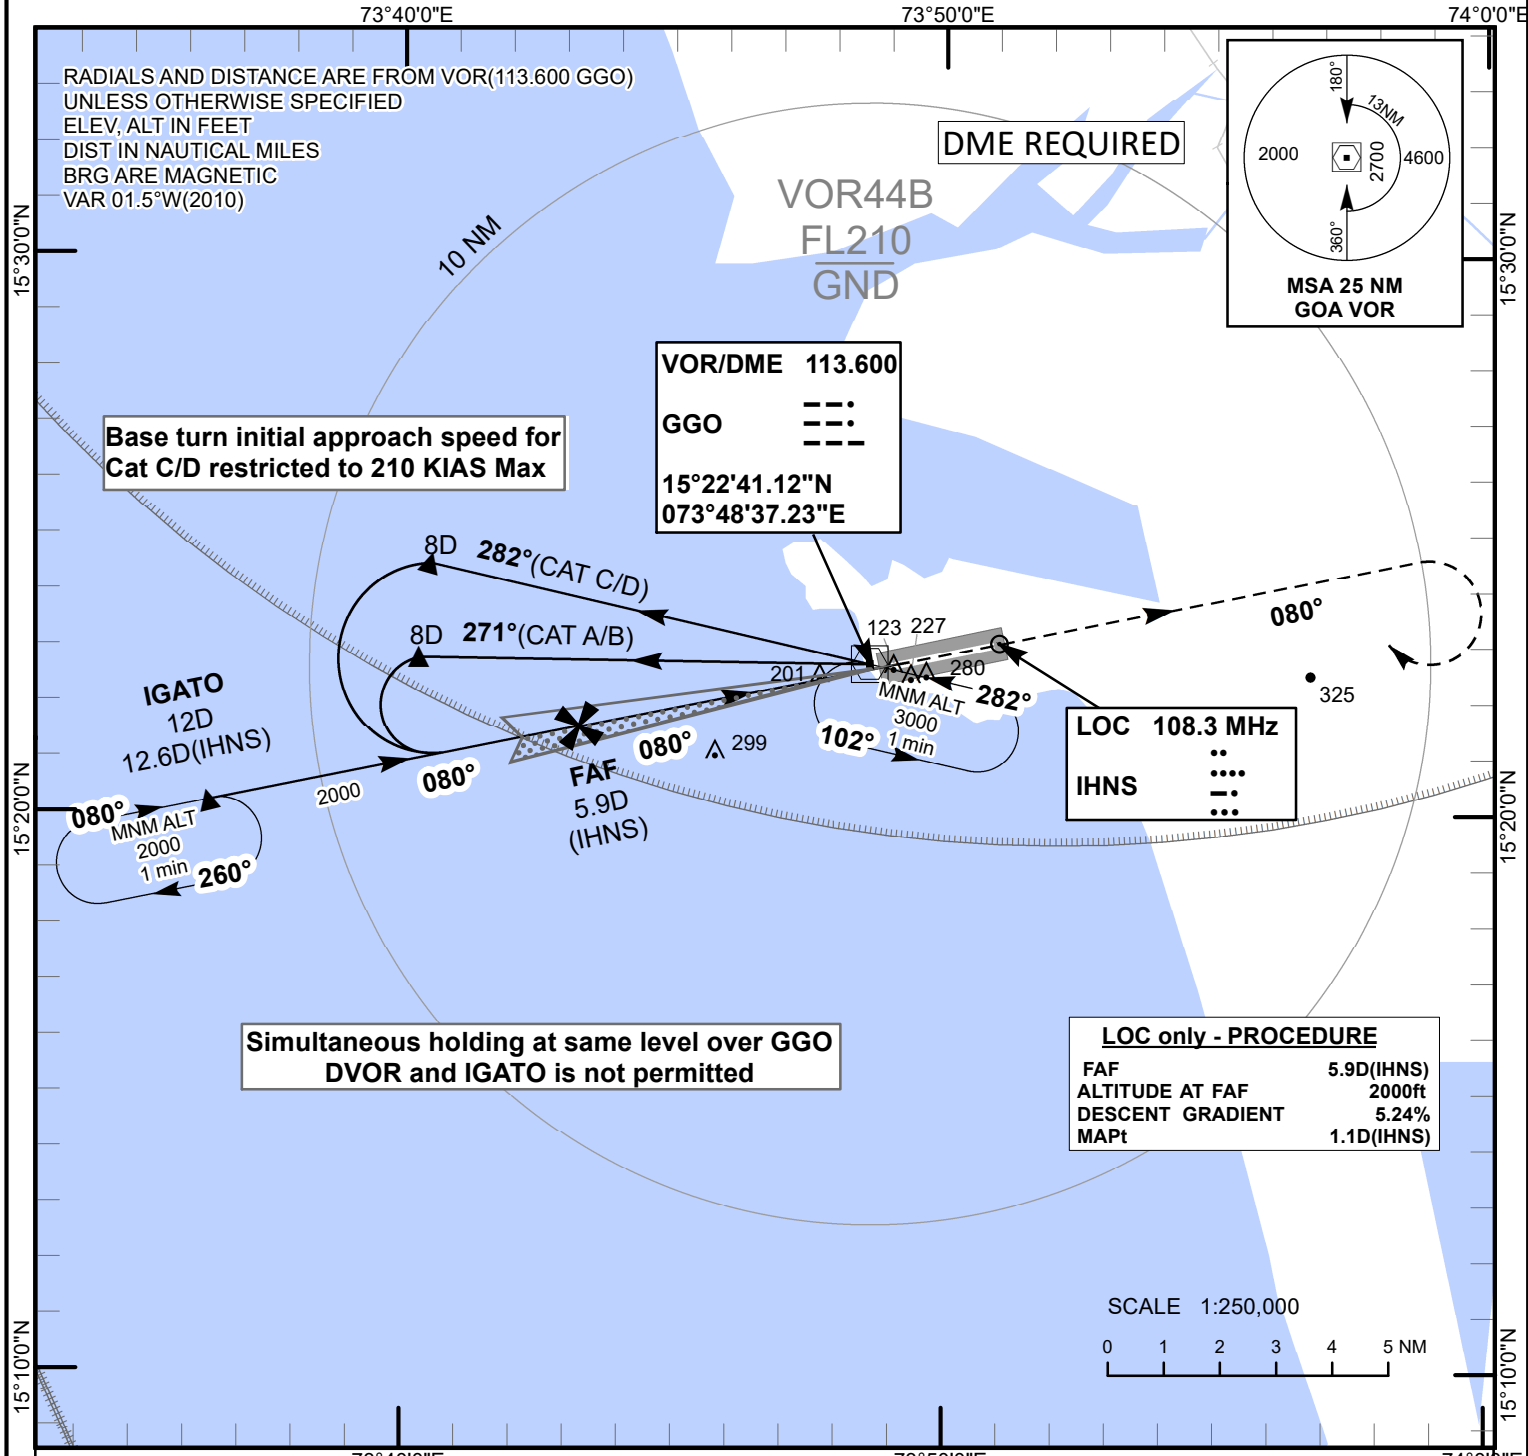 73°40'0"E
73°50'0"E
74°0'0"E
RADIALS AND DISTANCE ARE FROM VOR(113.600 GGO)
UNLESS OTHERWISE SPECIFIED
ELEV, ALT IN FEET
DIST IN NAUTICAL MILES
BRG ARE MAGNETIC
VAR 01.5°W(2010)
DME REQUIRED
180°
13NM
2000
2700
4600
360°
MSA 25 NM
GOA VOR
VOR44B
FL210
GND
10 NM
15°30'0"N
15°30'0"N
VOR/DME 113.600
GGO
15°22'41.12"N
073°48'37.23"E
Base turn initial approach speed for
Cat C/D restricted to 210 KIAS Max
8D 282°(CAT C/D)
8D 271°(CAT A/B)
123
227
201
280
080°
325
282°
MNM ALT
3000
1 min
102°
LOC 108.3 MHz
IHNS
IGATO
12D
12.6D(IHNS)
299
080°
FAF
5.9D
(IHNS)
080°
2000
080°
MNM ALT
2000
1 min
260°
15°20'0"N
15°20'0"N
Simultaneous holding at same level over GGO
DVOR and IGATO is not permitted
LOC only - PROCEDURE
FAF 5.9D(IHNS)
ALTITUDE AT FAF 2000ft
DESCENT GRADIENT 5.24%
MAPt 1.1D(IHNS)
SCALE 1:250,000
0 1 2 3 4 5 NM
15°10'0"N
15°10'0"N